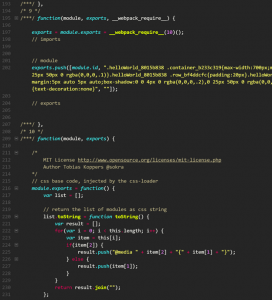 /***/ },
/* 9 */
/***/ function(module, exports, __webpack_require__) {
exports = module.exports = __webpack_require__(10)();
// imports
// module
exports.push([module.id, ".container_b233c319{max-width:700px;
25px 50px 0 rgba(0,0,0,.1)}.helloWorld_8015b838 .row_bf4ddcfc{padding:20px}.helloWor
margin:5px auto 5px auto;box-shadow:0 4px 0 rgba(0,0,0,.2),0 25px 50px 0 rgba(0,0,
{text-decoration:none}", ""]);
// exports
/***/ },
/* 10 */
/***/ function(module, exports) {
/*
MIT License http://www.opensource.org/licenses/mit-license.php
Author Tobias Koppers @sokra
*/
// css base code, injected by the css-loader
module.exports = function() {
var list = [];
// return the list of modules as css string
list.toString = function toString() {
var result = [];
for(var i = 0; i < this.length; i++) {
var item = this[i];
if(item[2]) {
result.push("@media " + item[2] + "{" + item[1] + "}");
} else {
result.push(item[1]);
}
}
return result.join("");
};